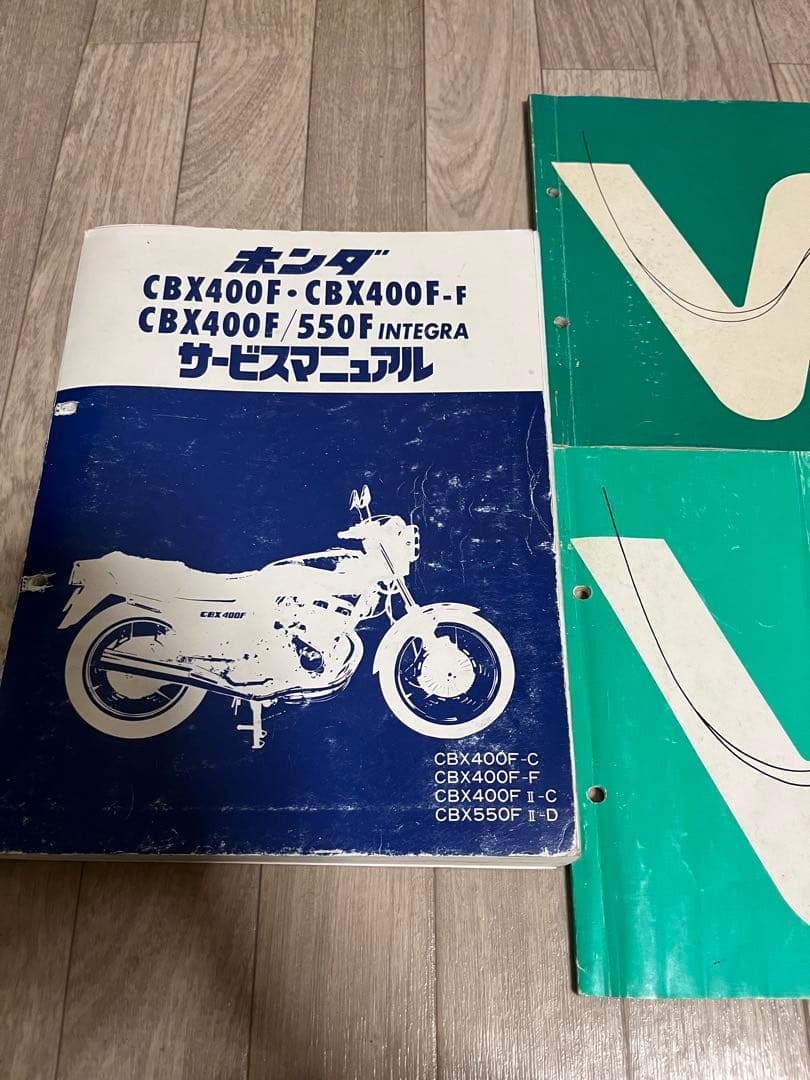 ホンダ
CBX400F・CBX400F-F
CBX400F/550F INTEGRA
サービスマニュアル
CBX400F
CBX400F-C
CBX400F-F
CBX400F Ⅱ-C
CBX550F Ⅱ-D